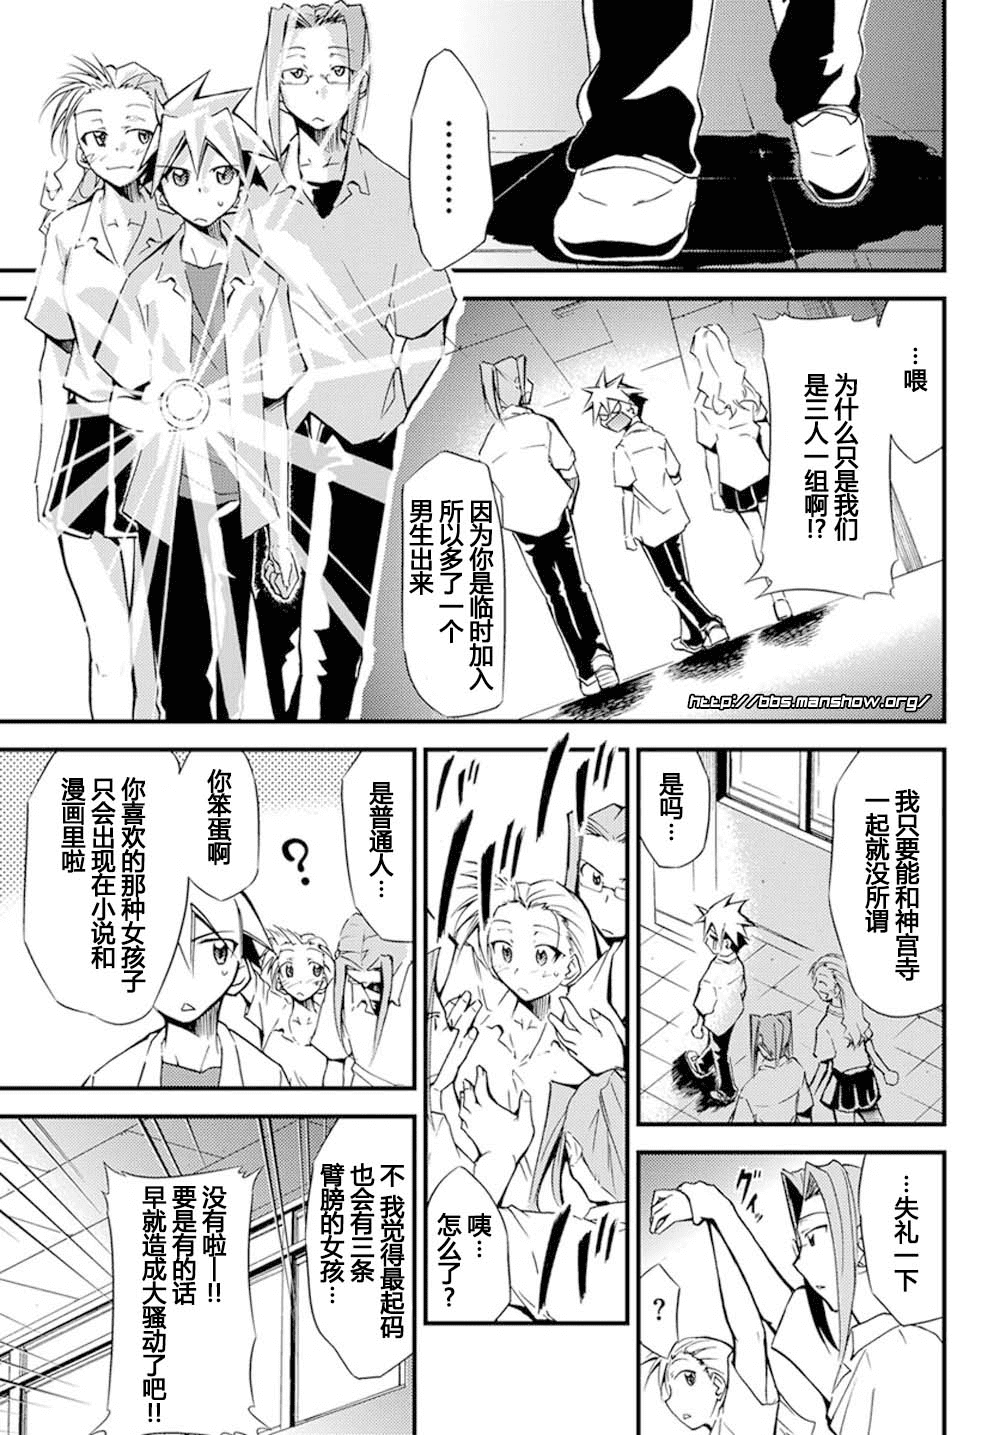 ………
…喂
为什么只是我们
是三人一组啊!?
因为你是临时加入
所以多了一个
男生出来
http://bbs.manshow.org/
我只要能和神宫寺
一起就没所谓
是吗…
…失礼一下
?
咦…
怎么了?
是普通人…
?
你笨蛋啊
你喜欢的那种女孩子
只会出现在小说和
漫画里啦
不 我觉得最起码
也会有三条
臂膀的女孩…
没有啦—!!
要是有的话
早就造成大骚动了吧!!